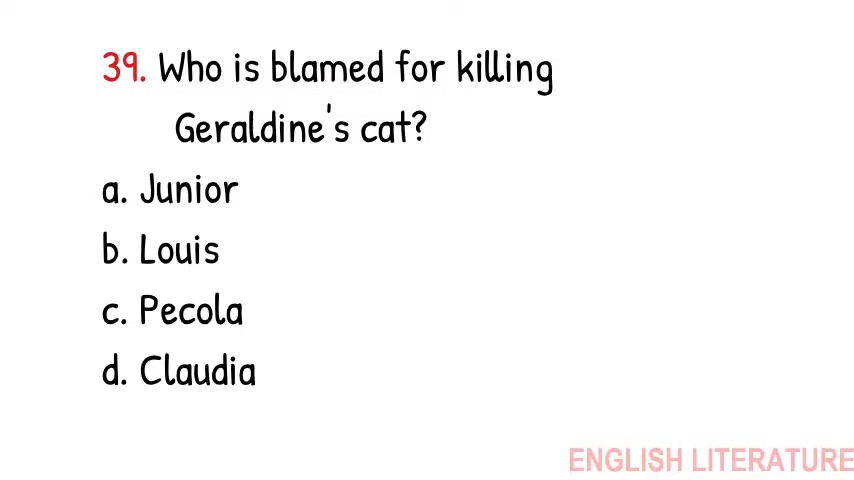 39. Who is blamed for killing
Geraldine's cat?
a. Junior
b. Louis
c. Pecola
d. Claudia
ENGLISH LITERATURE